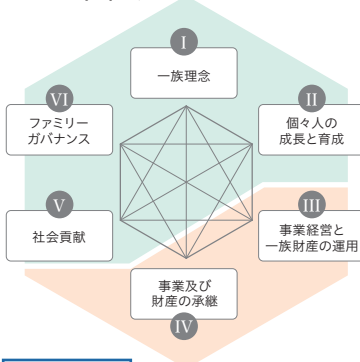 I
一族理念
II
個々人の
成長と育成
III
事業経営と
一族財産の運用
事業及び
財産の承継
IV
V
社会貢献
VI
ファミリー
ガバナンス